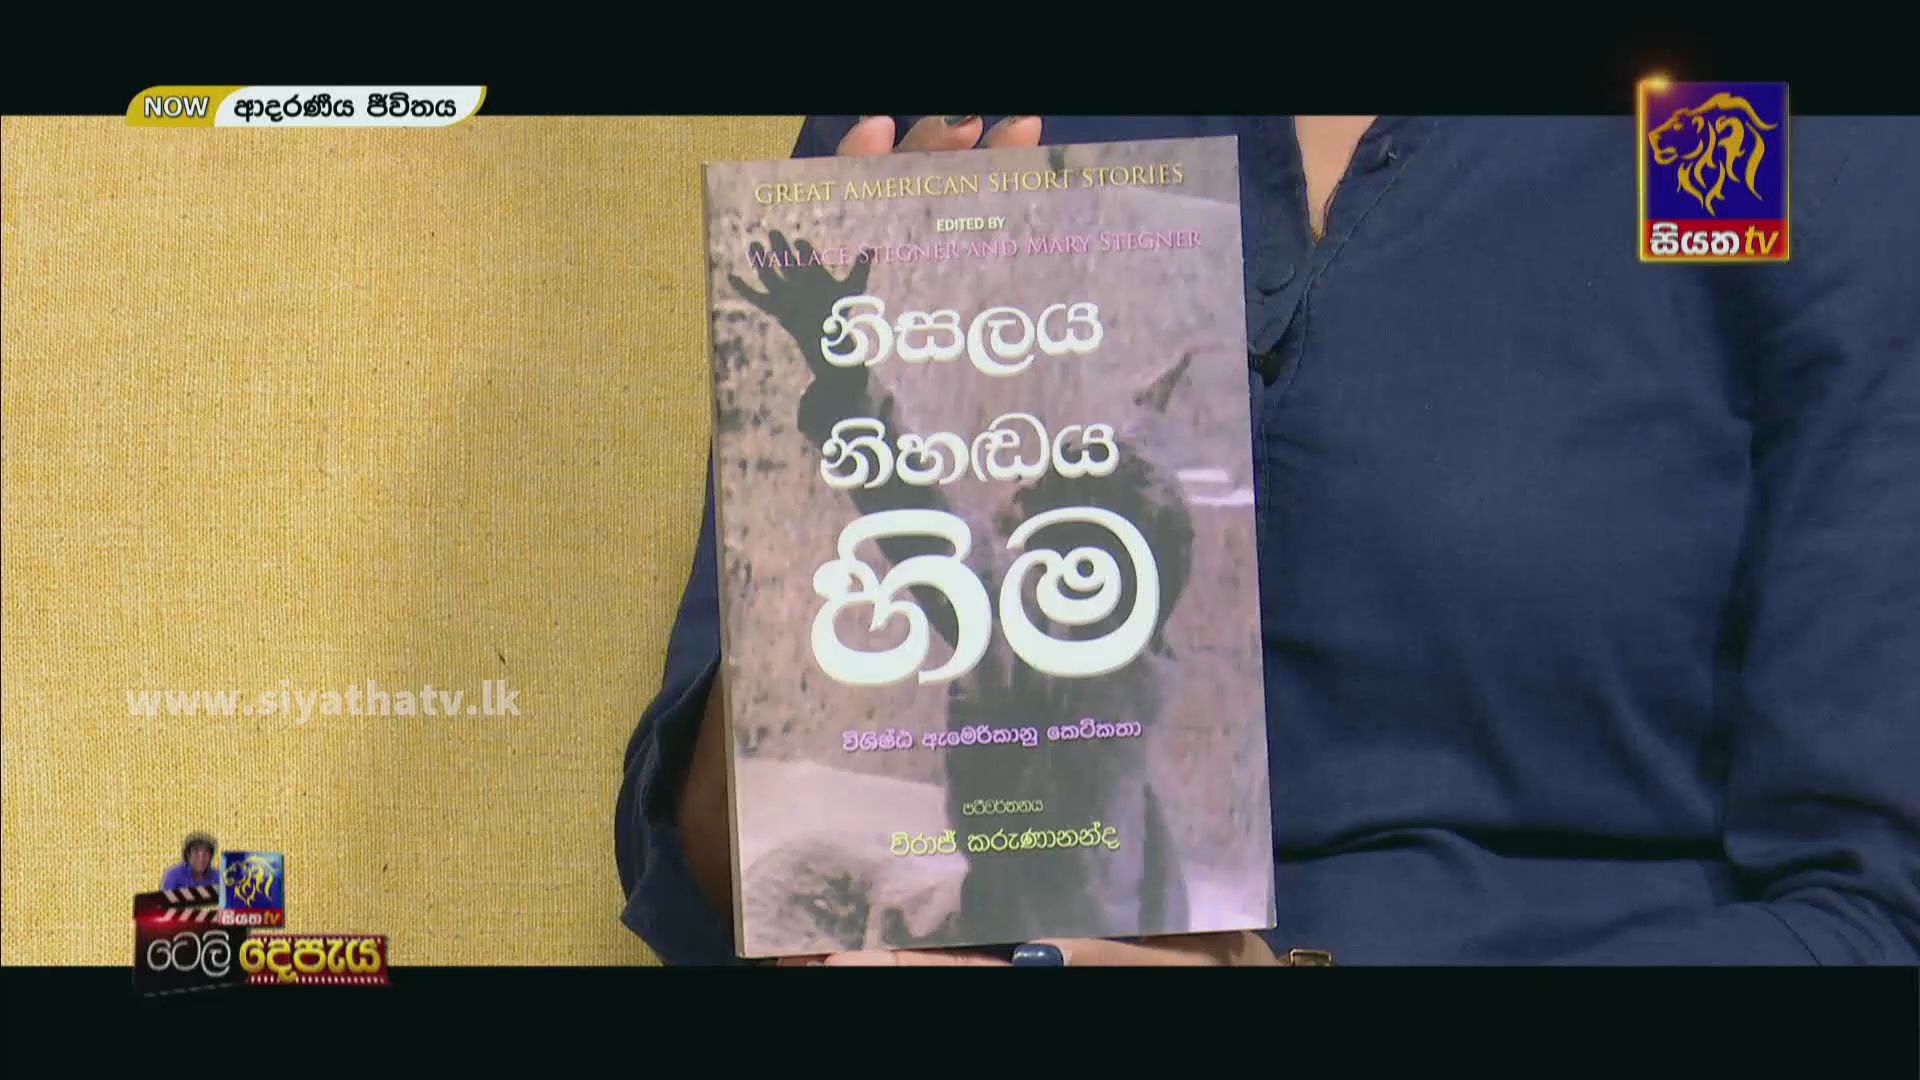 NOW ආදරණීය ජීවිතය
සියත tv
GREAT AMERICAN SHORT STORIES
EDITED BY
WALLACE STEGNER AND MARY STEGNER
නිසලය
නිහඬය
හිම
විශිෂ්ඨ ඇමෙරිකානු කෙටිකතා
පරිවර්තනය
විරාජ් කරුණානන්ද
www.siyathatv.lk
සියත tv
ටෙලි දෙපැය